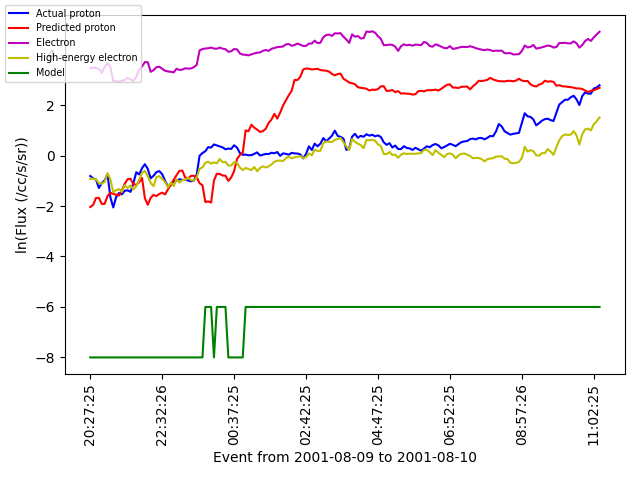 Actual proton
Predicted proton
Electron
High-energy electron
Model
ln(Flux (/cc/s/sr))
2
0
−2
−4
−6
−8
20:27:25
22:32:26
00:37:25
02:42:25
04:47:25
06:52:25
08:57:26
11:02:25
Event from 2001-08-09 to 2001-08-10